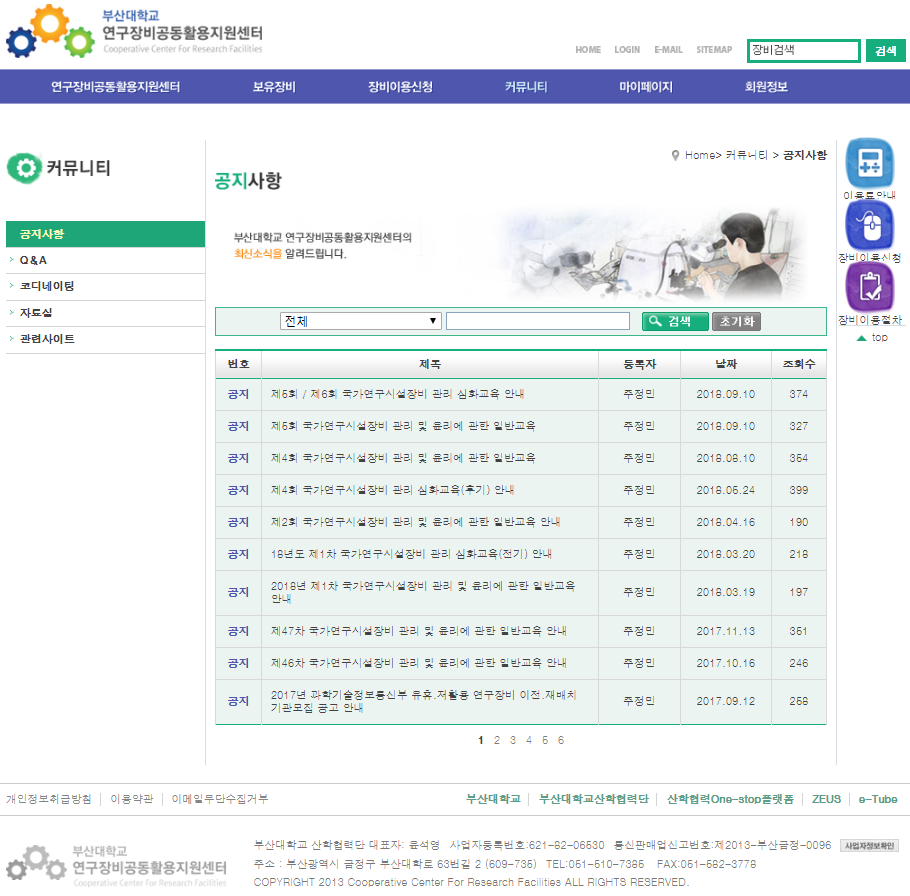 부산대학교
연구장비공동활용지원센터
Cooperative Center For Research Facilities
HOME LOGIN E-MAIL SITEMAP 장비검색 검색
연구장비공동활용지원센터 보유장비 장비이용신청 커뮤니티 마이페이지 회원정보
커뮤니티
Home> 커뮤니티 > 공지사항
공지사항
공지사항
Q&A
코디네이팅
자료실
관련사이트
부산대학교 연구장비공동활용지원센터의
최신소식을 알려드립니다.
이용료안내
장비이용신청
장비이용절차
top
전체 검색 초기화
번호 제목 등록자 날짜 조회수
공지 제5회 / 제6회 국가연구시설장비 관리 심화교육 안내 주정민 2018.09.10 374
공지 제5회 국가연구시설장비 관리 및 윤리에 관한 일반교육 주정민 2018.09.10 327
공지 제4회 국가연구시설장비 관리 및 윤리에 관한 일반교육 주정민 2018.08.10 354
공지 제4회 국가연구시설장비 관리 심화교육(후기) 안내 주정민 2018.05.24 399
공지 제2회 국가연구시설장비 관리 및 윤리에 관한 일반교육 안내 주정민 2018.04.16 190
공지 18년도 제1차 국가연구시설장비 관리 심화교육(전기) 안내 주정민 2018.03.20 218
공지 2018년 제1차 국가연구시설장비 관리 및 윤리에 관한 일반교육 안내 주정민 2018.03.19 197
공지 제47차 국가연구시설장비 관리 및 윤리에 관한 일반교육 안내 주정민 2017.11.13 351
공지 제46차 국가연구시설장비 관리 및 윤리에 관한 일반교육 안내 주정민 2017.10.16 246
공지 2017년 과학기술정보통신부 유휴.저활용 연구장비 이전.재배치 기관모집 공고 안내 주정민 2017.09.12 258
1 2 3 4 5 6
개인정보취급방침 이용약관 이메일무단수집거부 부산대학교 부산대학교산학협력단 산학협력One-stop플랫폼 ZEUS e-Tube
부산대학교
연구장비공동활용지원센터
Cooperative Center For Research Facilities
부산대학교 산학협력단 대표자: 윤석영 사업자등록번호:621-82-06530 통신판매업신고번호:제2013-부산금정-0096 사업자정보확인
주소 : 부산광역시 금정구 부산대학로 63번길 2 (609-735) TEL:051-510-7385 FAX:051-582-3778
COPYRIGHT 2013 Cooperative Center For Research Facilities ALL RIGHTS RESERVED.